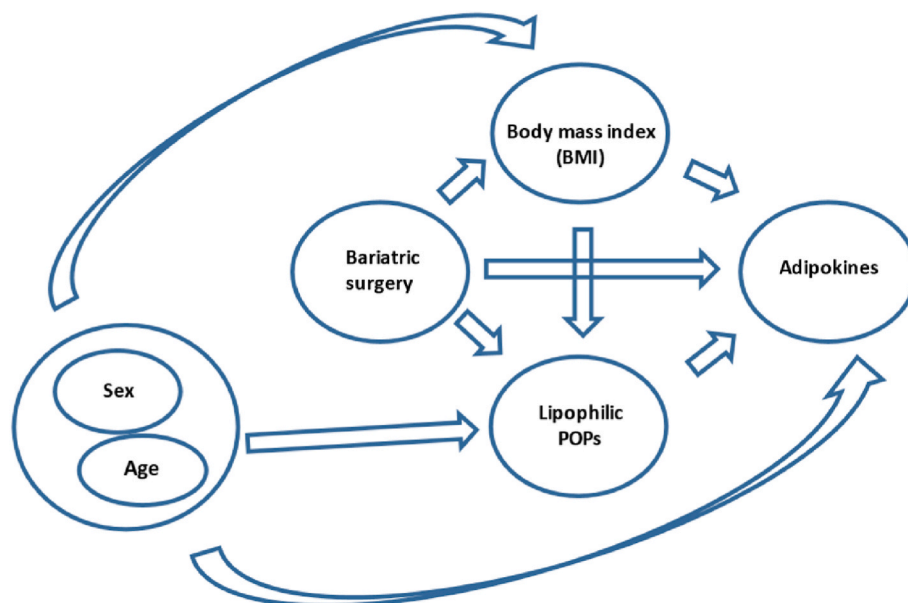 Body mass index
(BMI)
Bariatric
surgery
Adipokines
Sex
Age
Lipophilic
POPs